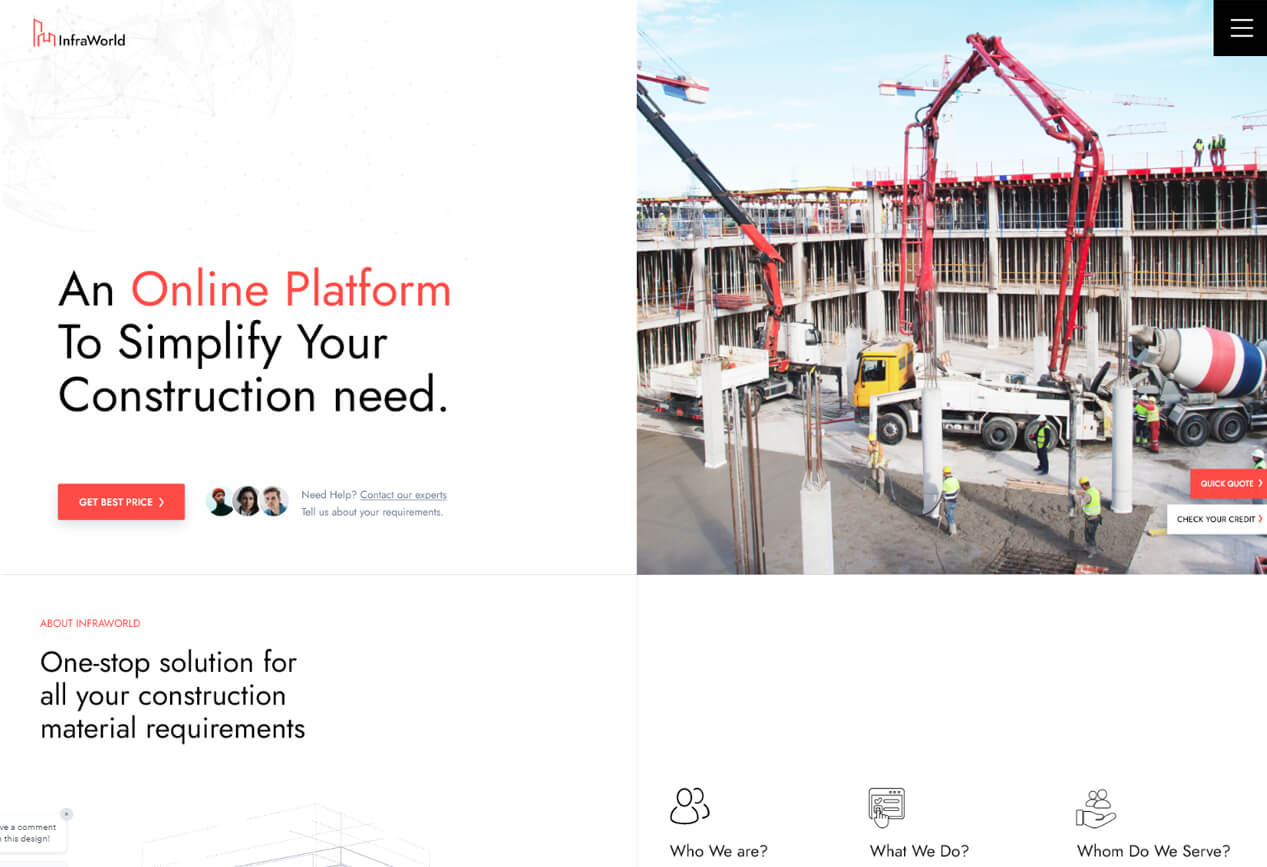 InfraWorld
An Online Platform
To Simplify Your
Construction need.
GET BEST PRICE
Need Help? Contact our experts
Tell us about your requirements.
QUICK QUOTE
CHECK YOUR CREDIT
ABOUT INFRAWORLD
One-stop solution for
all your construction
material requirements
Who We are?
What We Do?
Whom Do We Serve?
a comment
this design!